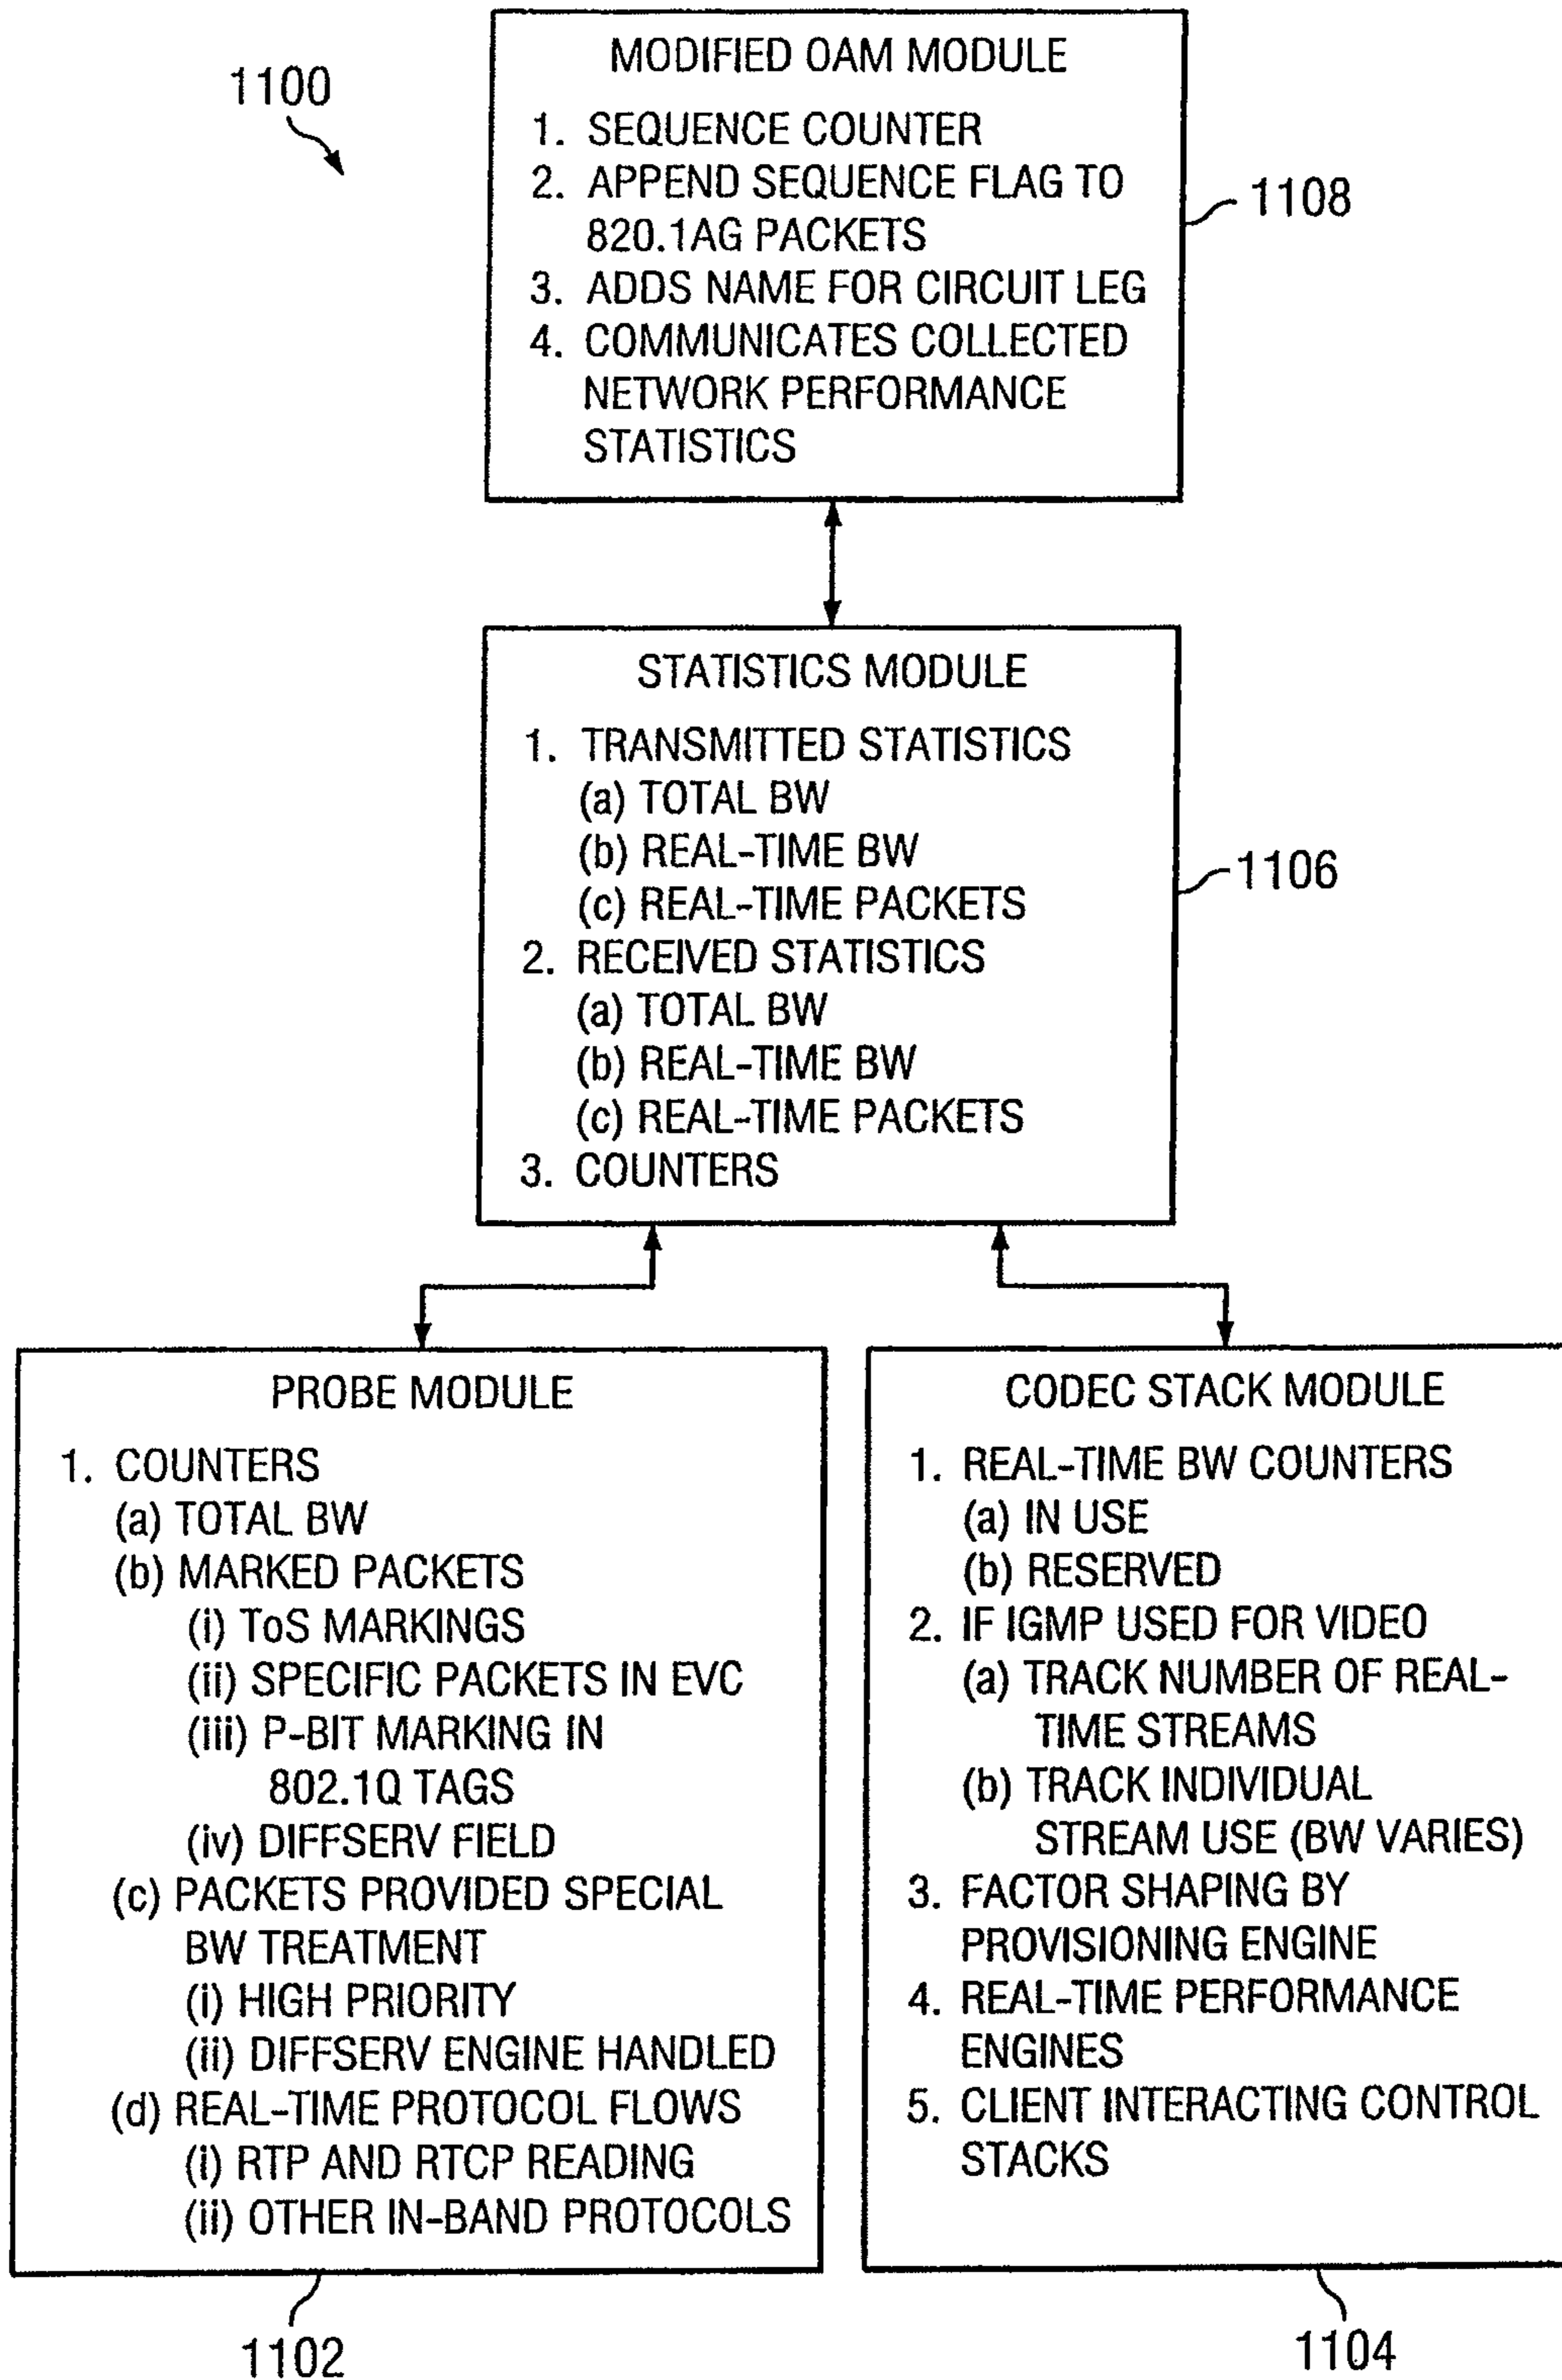 1100
MODIFIED OAM MODULE
1. SEQUENCE COUNTER
2. APPEND SEQUENCE FLAG TO
820.1AG PACKETS
3. ADDS NAME FOR CIRCUIT LEG
4. COMMUNICATES COLLECTED
NETWORK PERFORMANCE
STATISTICS
1108
STATISTICS MODULE
1. TRANSMITTED STATISTICS
(a) TOTAL BW
(b) REAL-TIME BW
(c) REAL-TIME PACKETS
2. RECEIVED STATISTICS
(a) TOTAL BW
(b) REAL-TIME BW
(c) REAL-TIME PACKETS
3. COUNTERS
1106
PROBE MODULE
1. COUNTERS
(a) TOTAL BW
(b) MARKED PACKETS
(i) ToS MARKINGS
(ii) SPECIFIC PACKETS IN EVC
(iii) P-BIT MARKING IN
802.1Q TAGS
(iv) DIFFSERV FIELD
(c) PACKETS PROVIDED SPECIAL
BW TREATMENT
(i) HIGH PRIORITY
(ii) DIFFSERV ENGINE HANDLED
(d) REAL-TIME PROTOCOL FLOWS
(i) RTP AND RTCP READING
(ii) OTHER IN-BAND PROTOCOLS
1102
CODEC STACK MODULE
1. REAL-TIME BW COUNTERS
(a) IN USE
(b) RESERVED
2. IF IGMP USED FOR VIDEO
(a) TRACK NUMBER OF REAL-
TIME STREAMS
(b) TRACK INDIVIDUAL
STREAM USE (BW VARIES)
3. FACTOR SHAPING BY
PROVISIONING ENGINE
4. REAL-TIME PERFORMANCE
ENGINES
5. CLIENT INTERACTING CONTROL
STACKS
1104